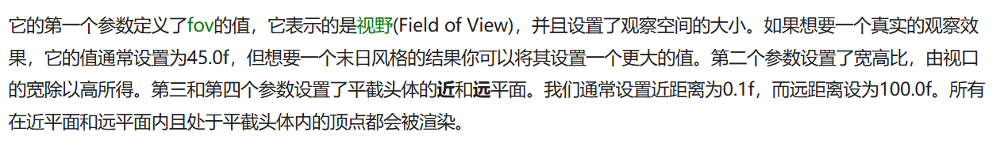 它的第一个参数定义了fov的值，它表示的是视野(Field of View)，并且设置了观察空间的大小。如果想要一个真实的观察效
果，它的值通常设置为45.0f，但想要一个末日风格的结果你可以将其设置一个更大的值。第二个参数设置了宽高比，由视口
的宽除以高所得。第三和第四个参数设置了平截头体的近和远平面。我们通常设置近距离为0.1f，而远距离设为100.0f。所有
在近平面和远平面内且处于平截头体内的顶点都会被渲染。